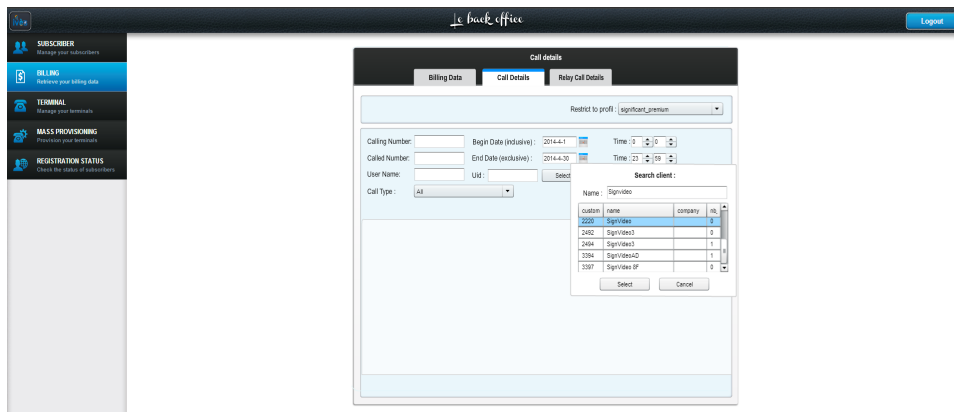 Le back office
Logout
SUBSCRIBER
Manage your subscribers
BILLING
Retrieve your billing data
TERMINAL
Manage your terminals
MASS PROVISIONING
Provision your terminals
REGISTRATION STATUS
Check the status of subscribers
Call details
Billing Data Call Details Relay Call Details
Restrict to profil : significant_premium
Calling Number: Begin Date (inclusive) : 2014-4-1 Time : 0 0
Called Number: End Date (exclusive) : 2014-4-30 Time : 23 59
User Name: Uid : Select
Call Type : All
Search client :
Name : Signvideo
custom name company nb_
2220 SignVideo 0
2492 SignVideo3 0
2494 SignVideo3 1
3394 SignVideoAD 1
3397 SignVideo 8F 0
Select Cancel